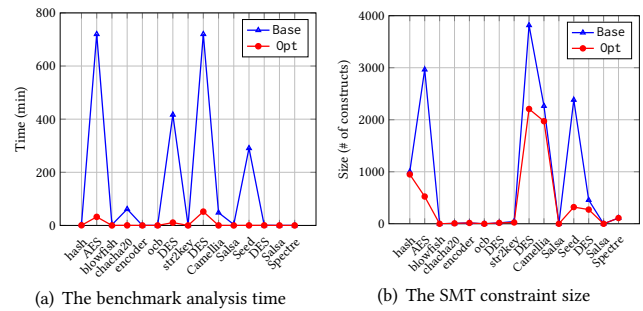 800
600
400
200
0
Time (min)
Base
Opt
hash
AES
blowfish
chacha20
encoder
ocb
DES
str2key
DES
Camellia
Salsa
Seed
DES
Salsa
Spectre
(a) The benchmark analysis time
4000
3000
2000
1000
0
Size (# of constructs)
Base
Opt
hash
AES
blowfish
chacha20
encoder
ocb
DES
str2key
DES
Camellia
Salsa
Seed
DES
Salsa
Spectre
(b) The SMT constraint size